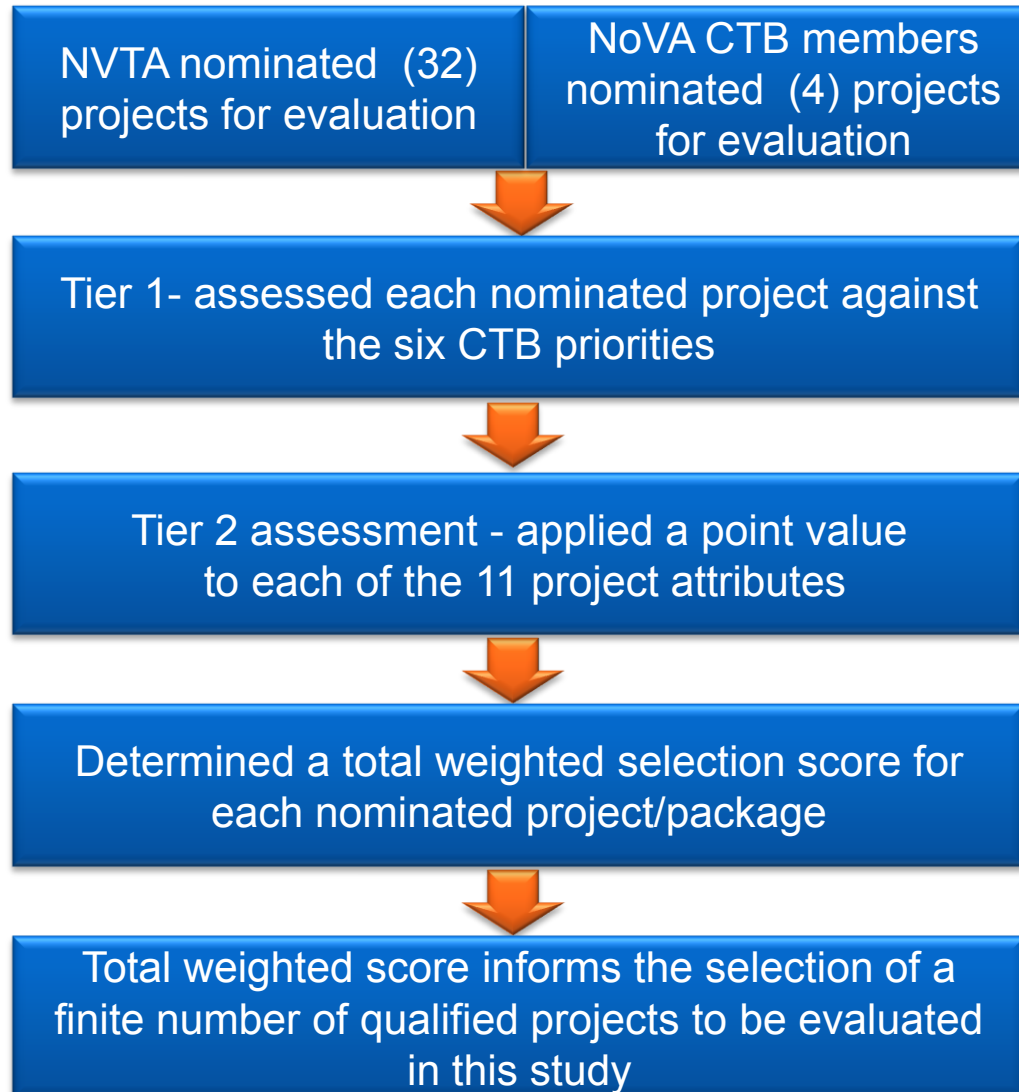 NVTA nominated  (32)
projects for evaluation
NoVA CTB members
nominated  (4) projects
for evaluation
Tier 1- assessed each nominated project against
the six CTB priorities
Tier 2 assessment - applied a point value
to each of the 11 project attributes
Determined a total weighted selection score for
each nominated project/package
Total weighted score informs the selection of a
finite number of qualified projects to be evaluated
in this study